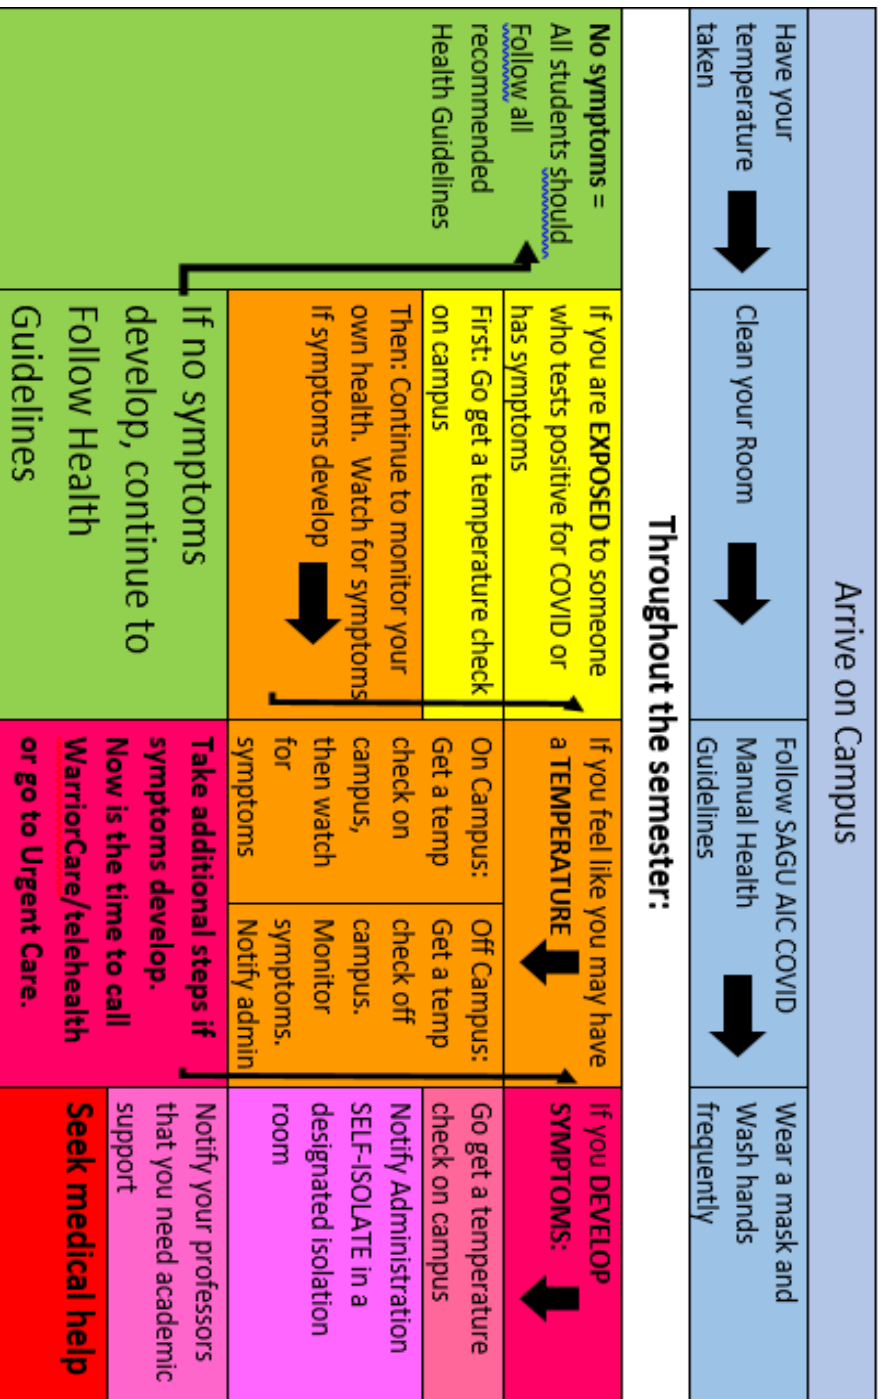 Arrive on Campus
Have your
temperature
taken
Clean your Room
Follow SAGU AIC COVID
Manual Health
Guidelines
Wear a mask and
Wash hands
frequently
Throughout the semester:
No symptoms =
All students should
Follow all
recommended
Health Guidelines
If you are EXPOSED to someone
who tests positive for COVID or
has symptoms
First: Go get a temperature check
on campus
Then: Continue to monitor your
own health. Watch for symptoms
If symptoms develop
If no symptoms
develop, continue to
Follow Health
Guidelines
If you feel like you may have
a TEMPERATURE
On Campus:
Get a temp
check on
campus,
then watch
for
symptoms
Off Campus:
Get a temp
check off
campus.
Monitor
symptoms.
Notify admin
Take additional steps if
symptoms develop.
Now is the time to call
WarriorCare/telehealth
or go to Urgent Care.
If you DEVELOP
SYMPTOMS:
Go get a temperature
check on campus
Notify Administration
SELF-ISOLATE in a
designated isolation
room
Notify your professors
that you need academic
support
Seek medical help